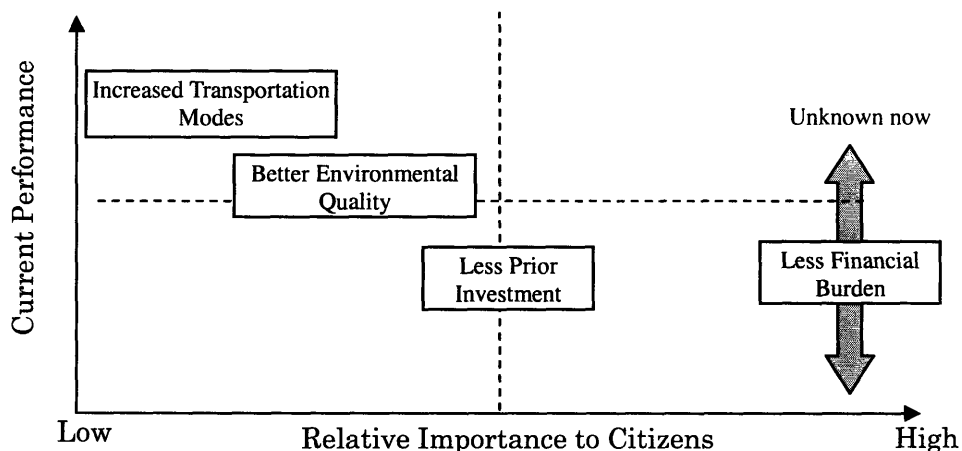 Increased Transportation
Modes
Unknown now
Better Environmental
Quality
Less Prior
Investment
Less Financial
Burden
Current Performance
Low
Relative Importance to Citizens
High